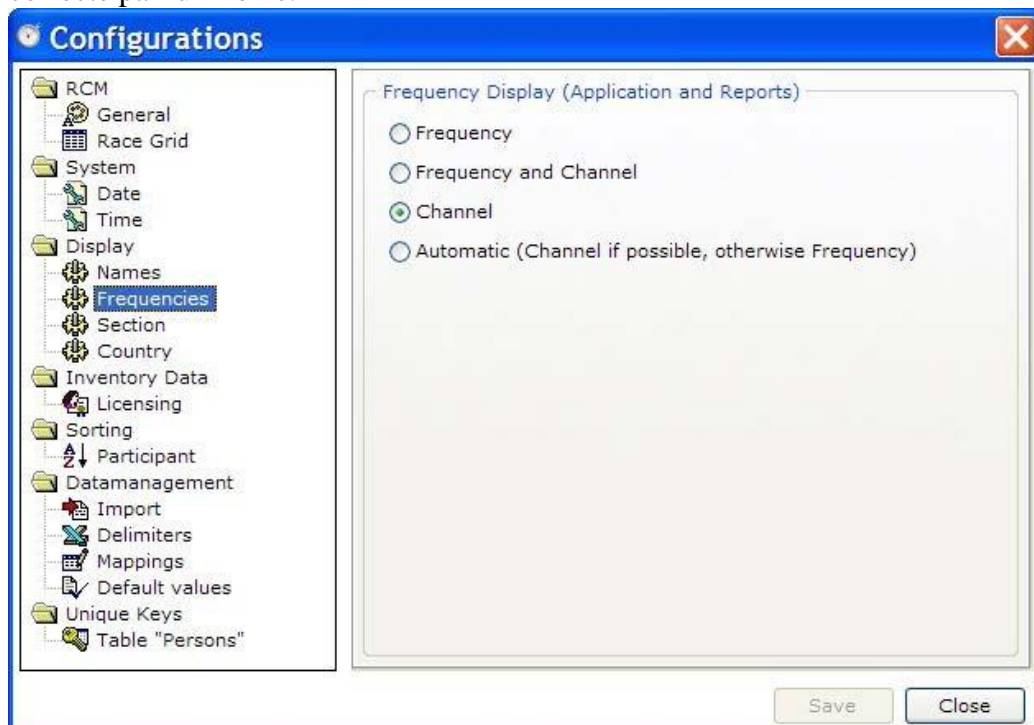 Configurations
RCM
General
Race Grid
System
Date
Time
Display
Names
Frequencies
Section
Country
Inventory Data
Licensing
Sorting
Participant
Datamanagement
Import
Delimiters
Mappings
Default values
Unique Keys
Table "Persons"
Frequency Display (Application and Reports)
Frequency
Frequency and Channel
Channel
Automatic (Channel if possible, otherwise Frequency)
Save
Close